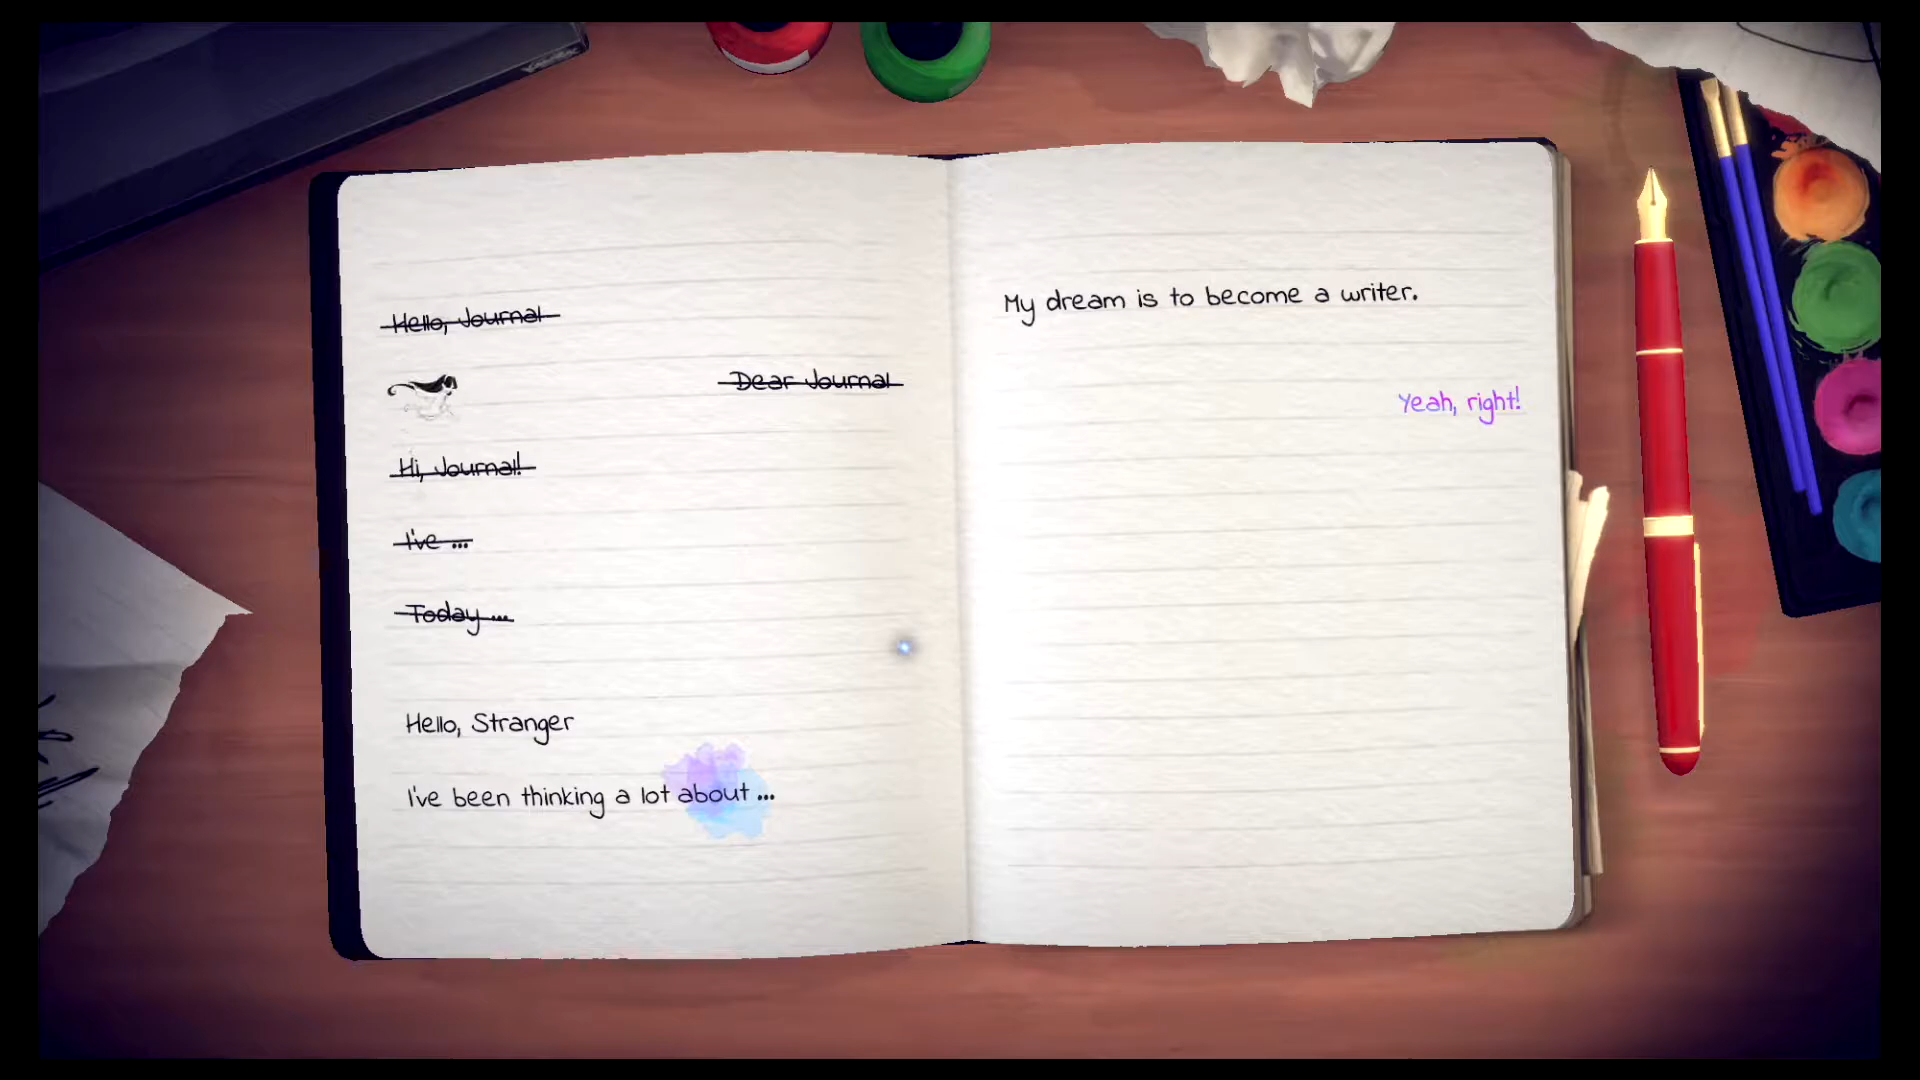 Hello, Journal
Dear Journal
Hi, Journal!
I've ...
Today ...
Hello, Stranger
I've been thinking a lot about ...
My dream is to become a writer.
Yeah, right!